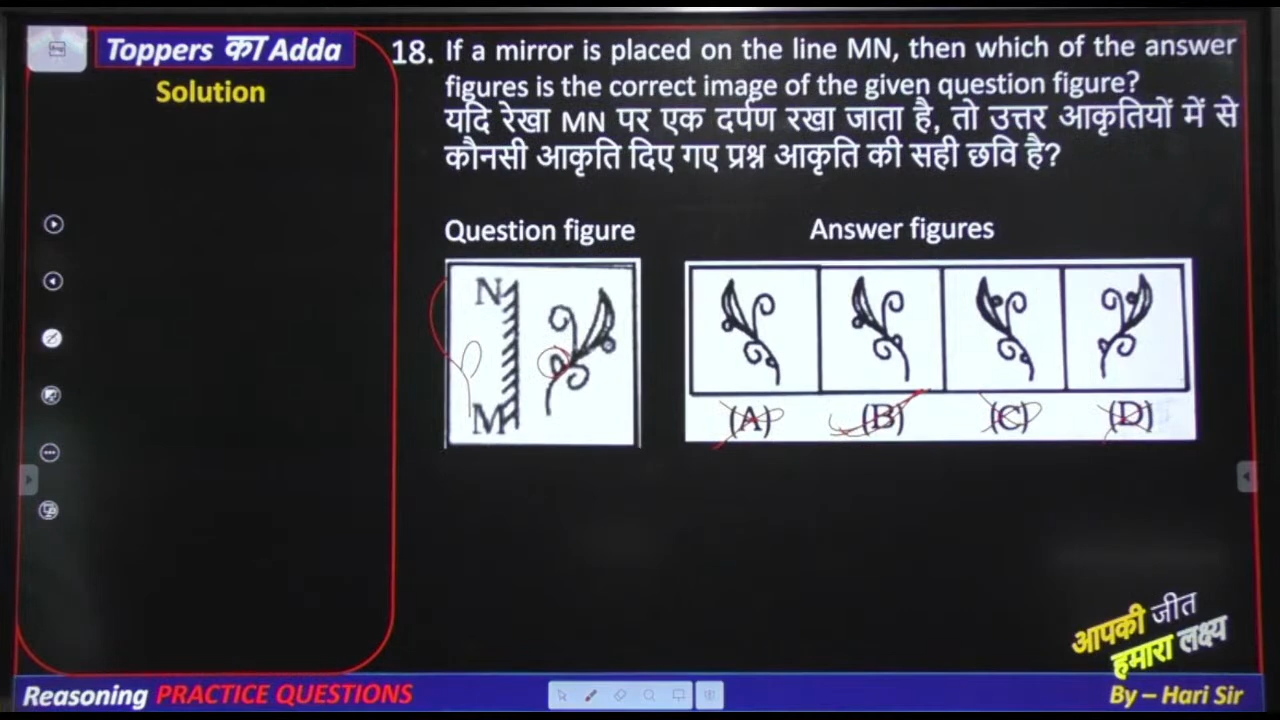 Toppers का Adda
Solution
18. If a mirror is placed on the line MN, then which of the answer
figures is the correct image of the given question figure?
यदि रेखा MN पर एक दर्पण रखा जाता है, तो उत्तर आकृतियों में से
कौनसी आकृति दिए गए प्रश्न आकृति की सही छवि है?
Question figure
Answer figures
N
M
(A) (B) (C) (D)
आपकी जीत
हमारा लक्ष्य
Reasoning PRACTICE QUESTIONS
By – Hari Sir